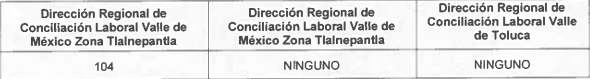 Dirección Regional de
Conciliación Laboral Valle de
México Zona Tlalnepantla
Dirección Regional de
Conciliación Laboral Valle de
México Zona Tlalnepantla
Dirección Regional de
Conciliación Laboral Valle
de Toluca
104
NINGUNO
NINGUNO